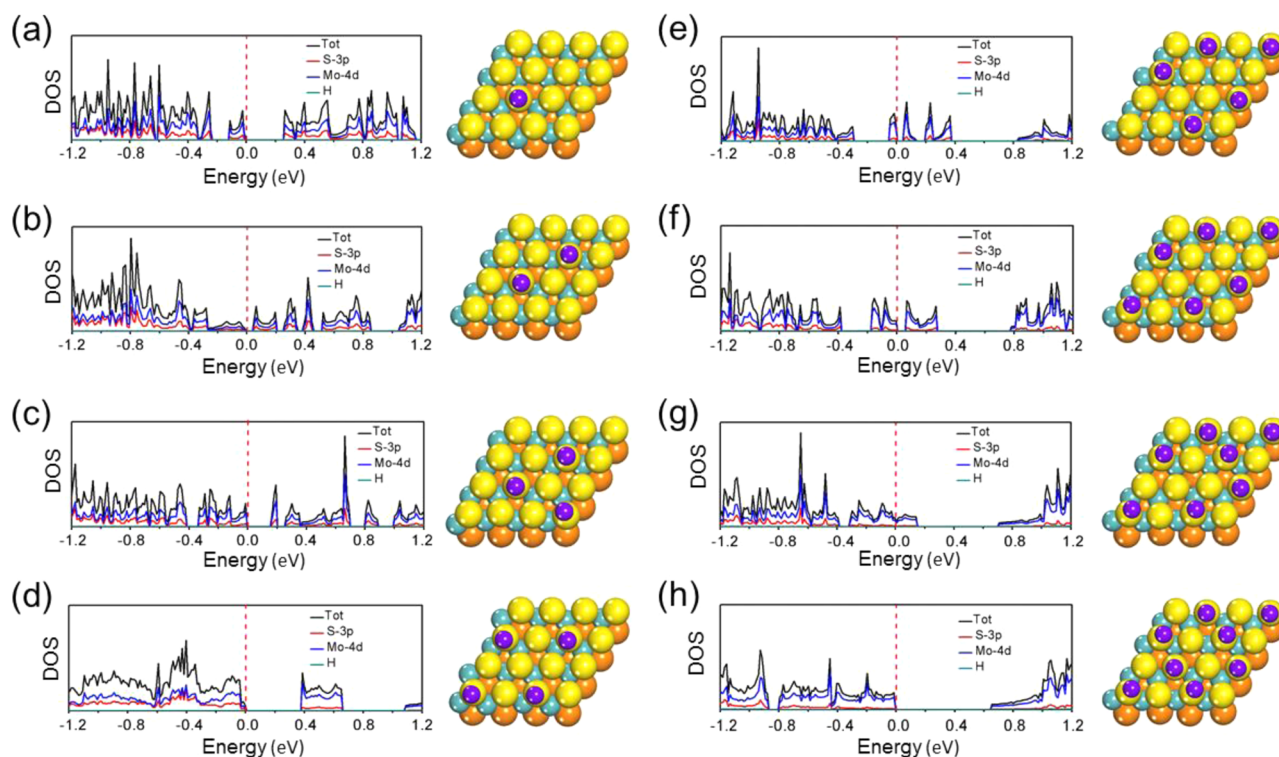 (a)
DOS
Tot
S-3p
Mo-4d
H
-1.2 -0.8 -0.4 0.0 0.4 0.8 1.2
Energy (eV)
(b)
DOS
Tot
S-3p
Mo-4d
H
-1.2 -0.8 -0.4 0.0 0.4 0.8 1.2
Energy (eV)
(c)
DOS
Tot
S-3p
Mo-4d
H
-1.2 -0.8 -0.4 0.0 0.4 0.8 1.2
Energy (eV)
(d)
DOS
Tot
S-3p
Mo-4d
H
-1.2 -0.8 -0.4 0.0 0.4 0.8 1.2
Energy (eV)
(e)
DOS
Tot
S-3p
Mo-4d
H
-1.2 -0.8 -0.4 0.0 0.4 0.8 1.2
Energy (eV)
(f)
DOS
Tot
S-3p
Mo-4d
H
-1.2 -0.8 -0.4 0.0 0.4 0.8 1.2
Energy (eV)
(g)
DOS
Tot
S-3p
Mo-4d
H
-1.2 -0.8 -0.4 0.0 0.4 0.8 1.2
Energy (eV)
(h)
DOS
Tot
S-3p
Mo-4d
H
-1.2 -0.8 -0.4 0.0 0.4 0.8 1.2
Energy (eV)